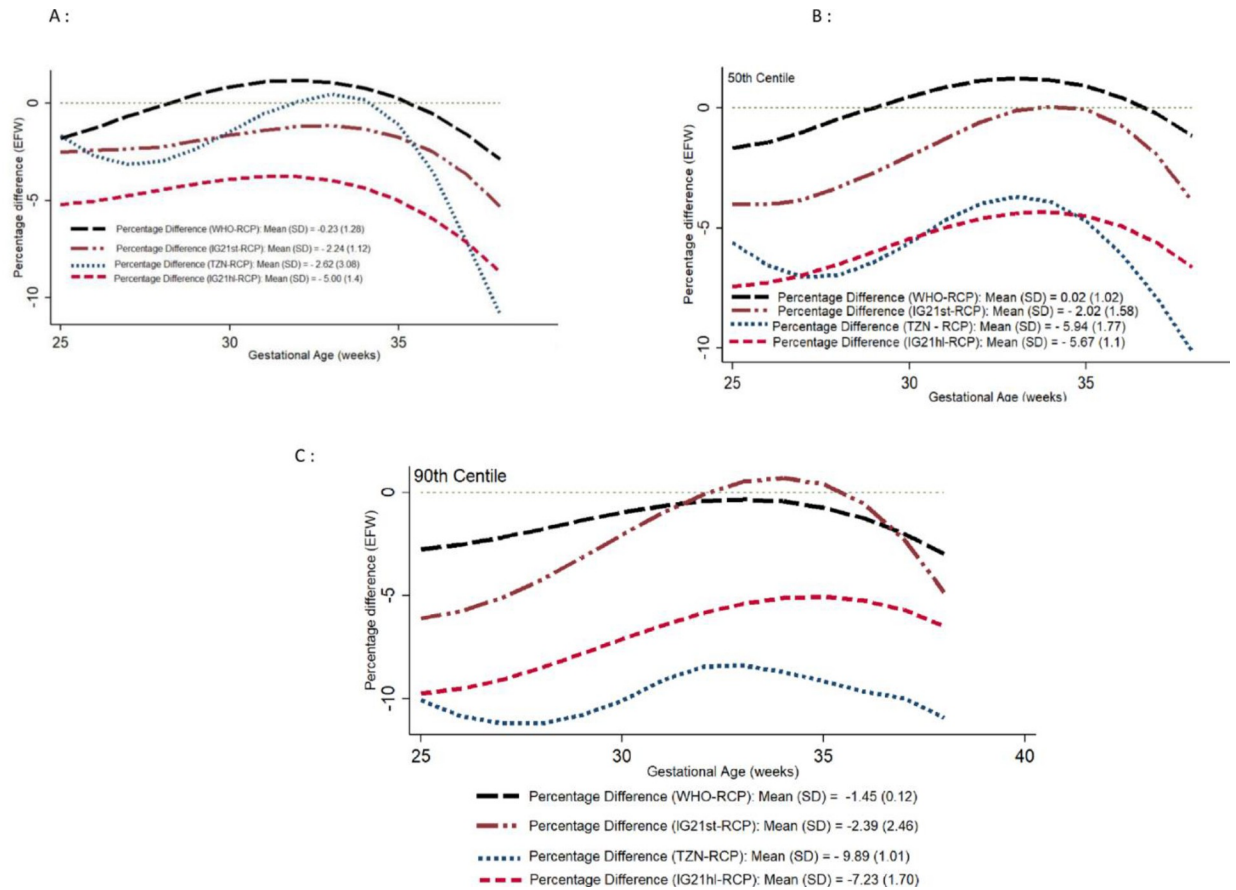 A :
Percentage difference (EFW)
0
-5
-10
Percentage Difference (WHO-RCP): Mean (SD) = -0.23 (1.28)
Percentage Difference (IG21st-RCP): Mean (SD) = - 2.24 (1.12)
Percentage Difference (TZN-RCP): Mean (SD) = - 2.62 (3.08)
Percentage Difference (IG21hl-RCP): Mean (SD) = - 5.00 (1.4)
25
30
35
Gestational Age (weeks)
B :
50th Centile
Percentage difference (EFW)
0
-5
-10
Percentage Difference (WHO-RCP): Mean (SD) = 0.02 (1.02)
Percentage Difference (IG21st-RCP): Mean (SD) = - 2.02 (1.58)
Percentage Difference (TZN - RCP): Mean (SD) = - 5.94 (1.77)
Percentage Difference (IG21hl-RCP): Mean (SD) = - 5.67 (1.1)
25
30
35
Gestational Age (weeks)
C :
90th Centile
Percentage difference (EFW)
0
-5
-10
25
30
35
40
Gestational Age (weeks)
Percentage Difference (WHO-RCP): Mean (SD) = -1.45 (0.12)
Percentage Difference (IG21st-RCP): Mean (SD) = -2.39 (2.46)
Percentage Difference (TZN-RCP): Mean (SD) = - 9.89 (1.01)
Percentage Difference (IG21hl-RCP): Mean (SD) = -7.23 (1.70)